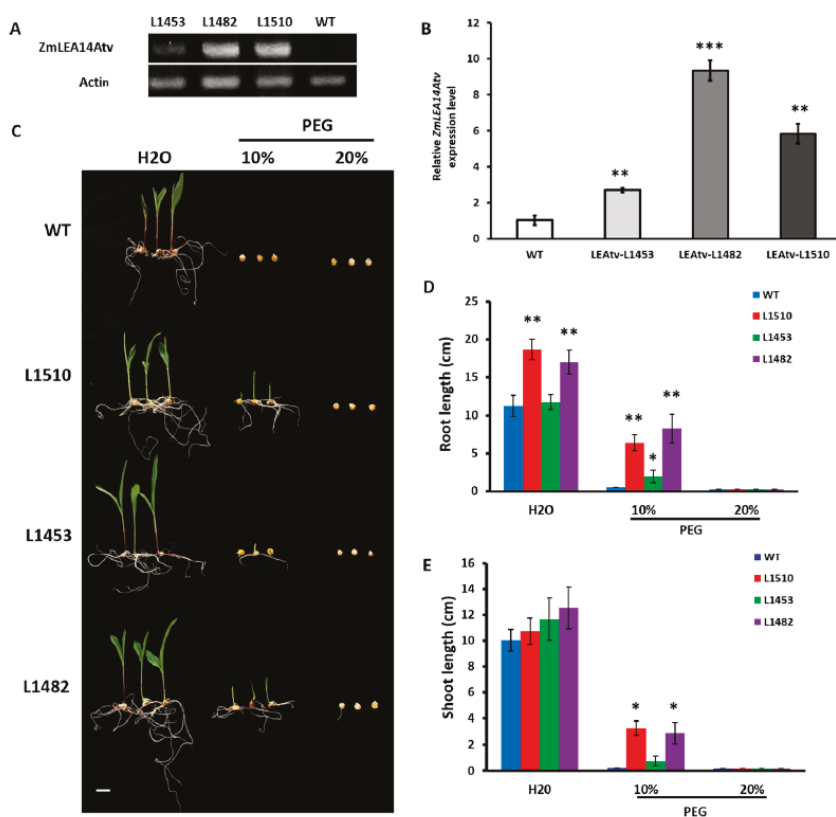 A
L1453 L1482 L1510 WT
ZmLEA14Atv
Actin
B
Relative ZmLEA14Atv
expression level
12
10
8
6
4
2
0
**
***
**
WT LEAtv-L1453 LEAtv-L1482 LEAtv-L1510
C
PEG
H2O 10% 20%
WT
L1510
L1453
L1482
D
Root length (cm)
25
20
15
10
5
0
** **
** * **
WT
L1510
L1453
L1482
H2O 10% 20%
PEG
E
Shoot length (cm)
16
14
12
10
8
6
4
2
0
* *
WT
L1510
L1453
L1482
H20 10% 20%
PEG